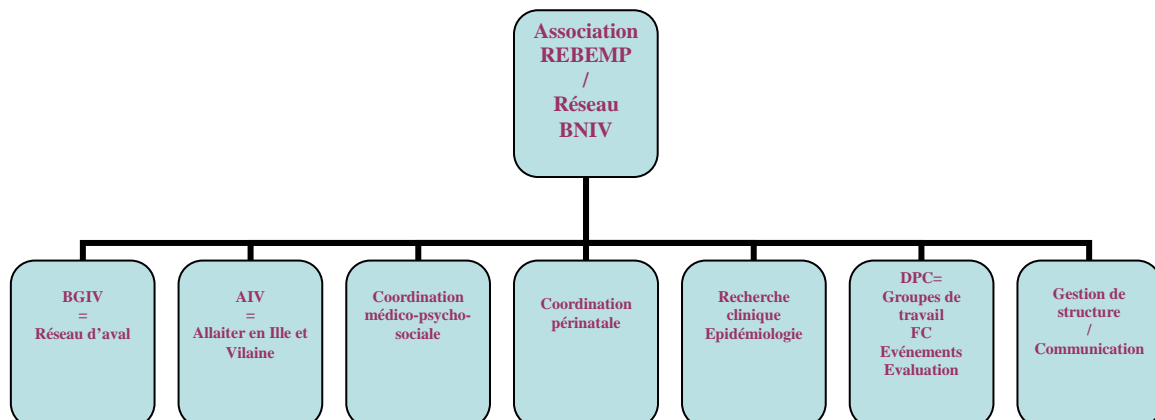 Association
REBEMP
/
Réseau
BNIV
BGIV
=
Réseau d’aval
AIV
=
Allaiter en Ille et
Vilaine
Coordination
médico-psycho-
sociale
Coordination
périnatale
Recherche
clinique
Epidémiologie
DPC=
Groupes de
travail
FC
Evénements
Evaluation
Gestion de
structure
/
Communication